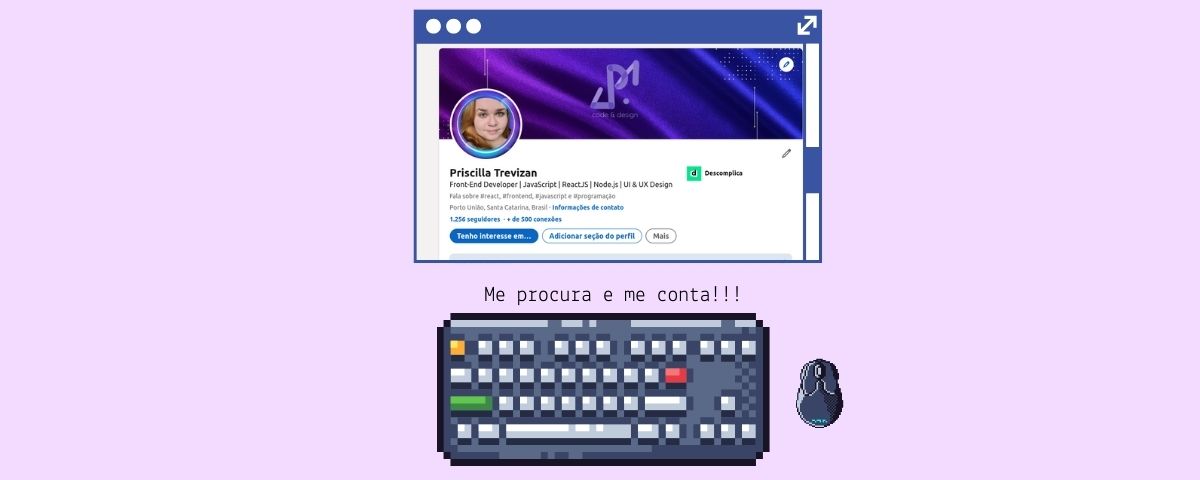 code & design
Priscilla Trevizan
d Descomplica
Front-End Developer | JavaScript | ReactJS | Node.js | UI & UX Design
Fala sobre #react, #frontend, #javascript e #programação
Porto União, Santa Catarina, Brasil · Informações de contato
1.256 seguidores · + de 500 conexões
Tenho interesse em... Adicionar seção do perfil Mais
Me procura e me conta!!!